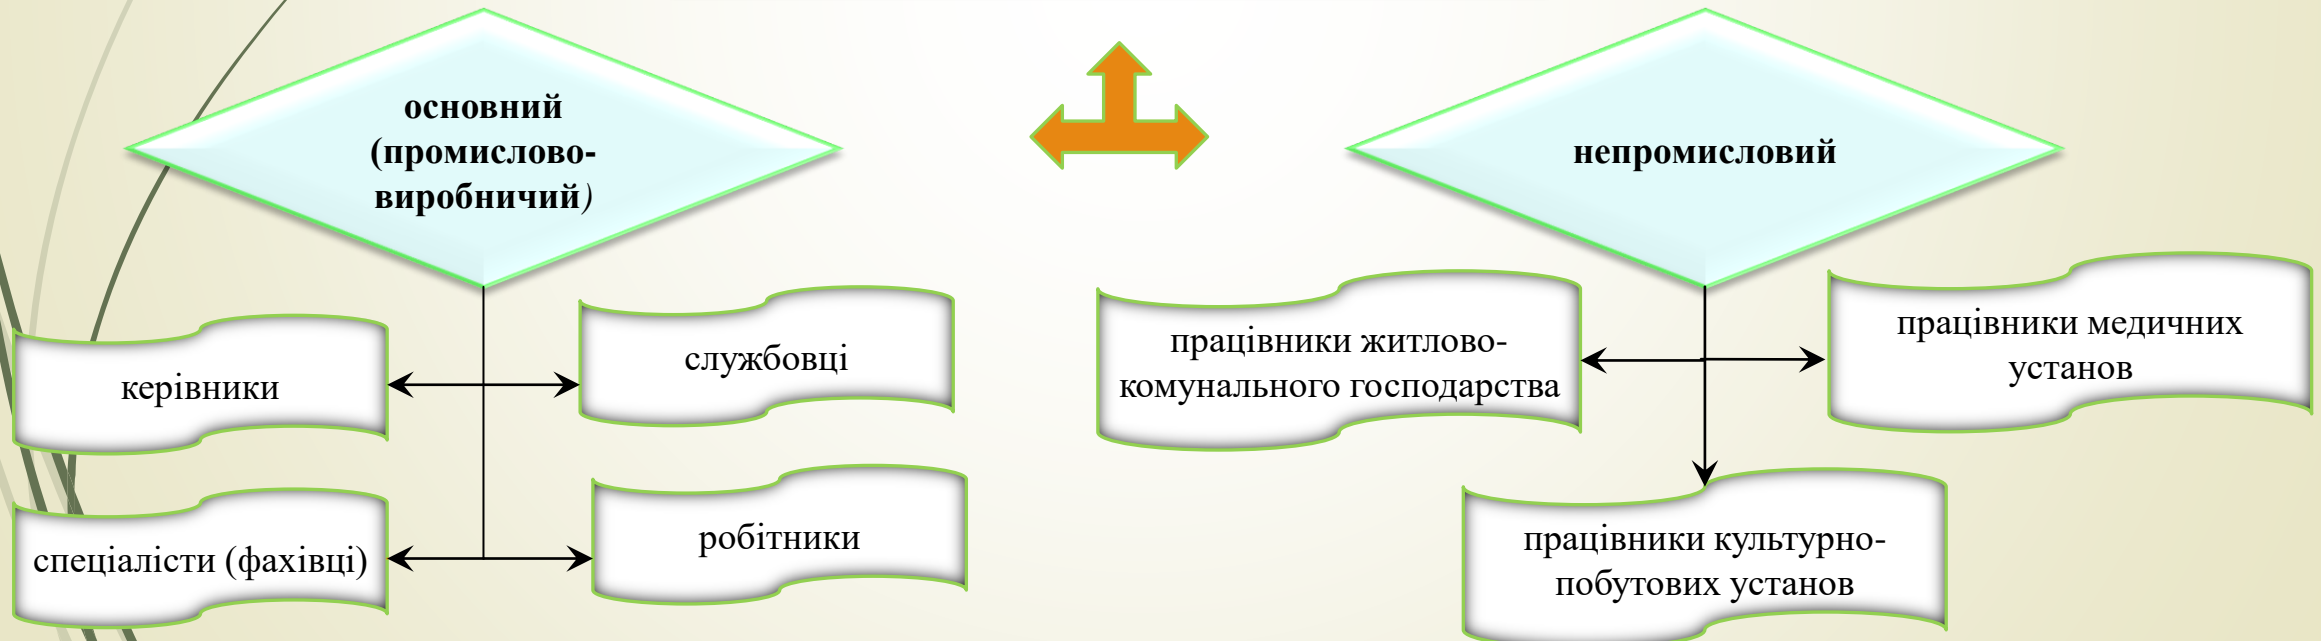 основний
(промислово-
виробничий)
непромисловий
керівники
службовці
спеціалісти (фахівці)
робітники
працівники житлово-
комунального господарства
працівники медичних
установ
працівники культурно-
побутових установ